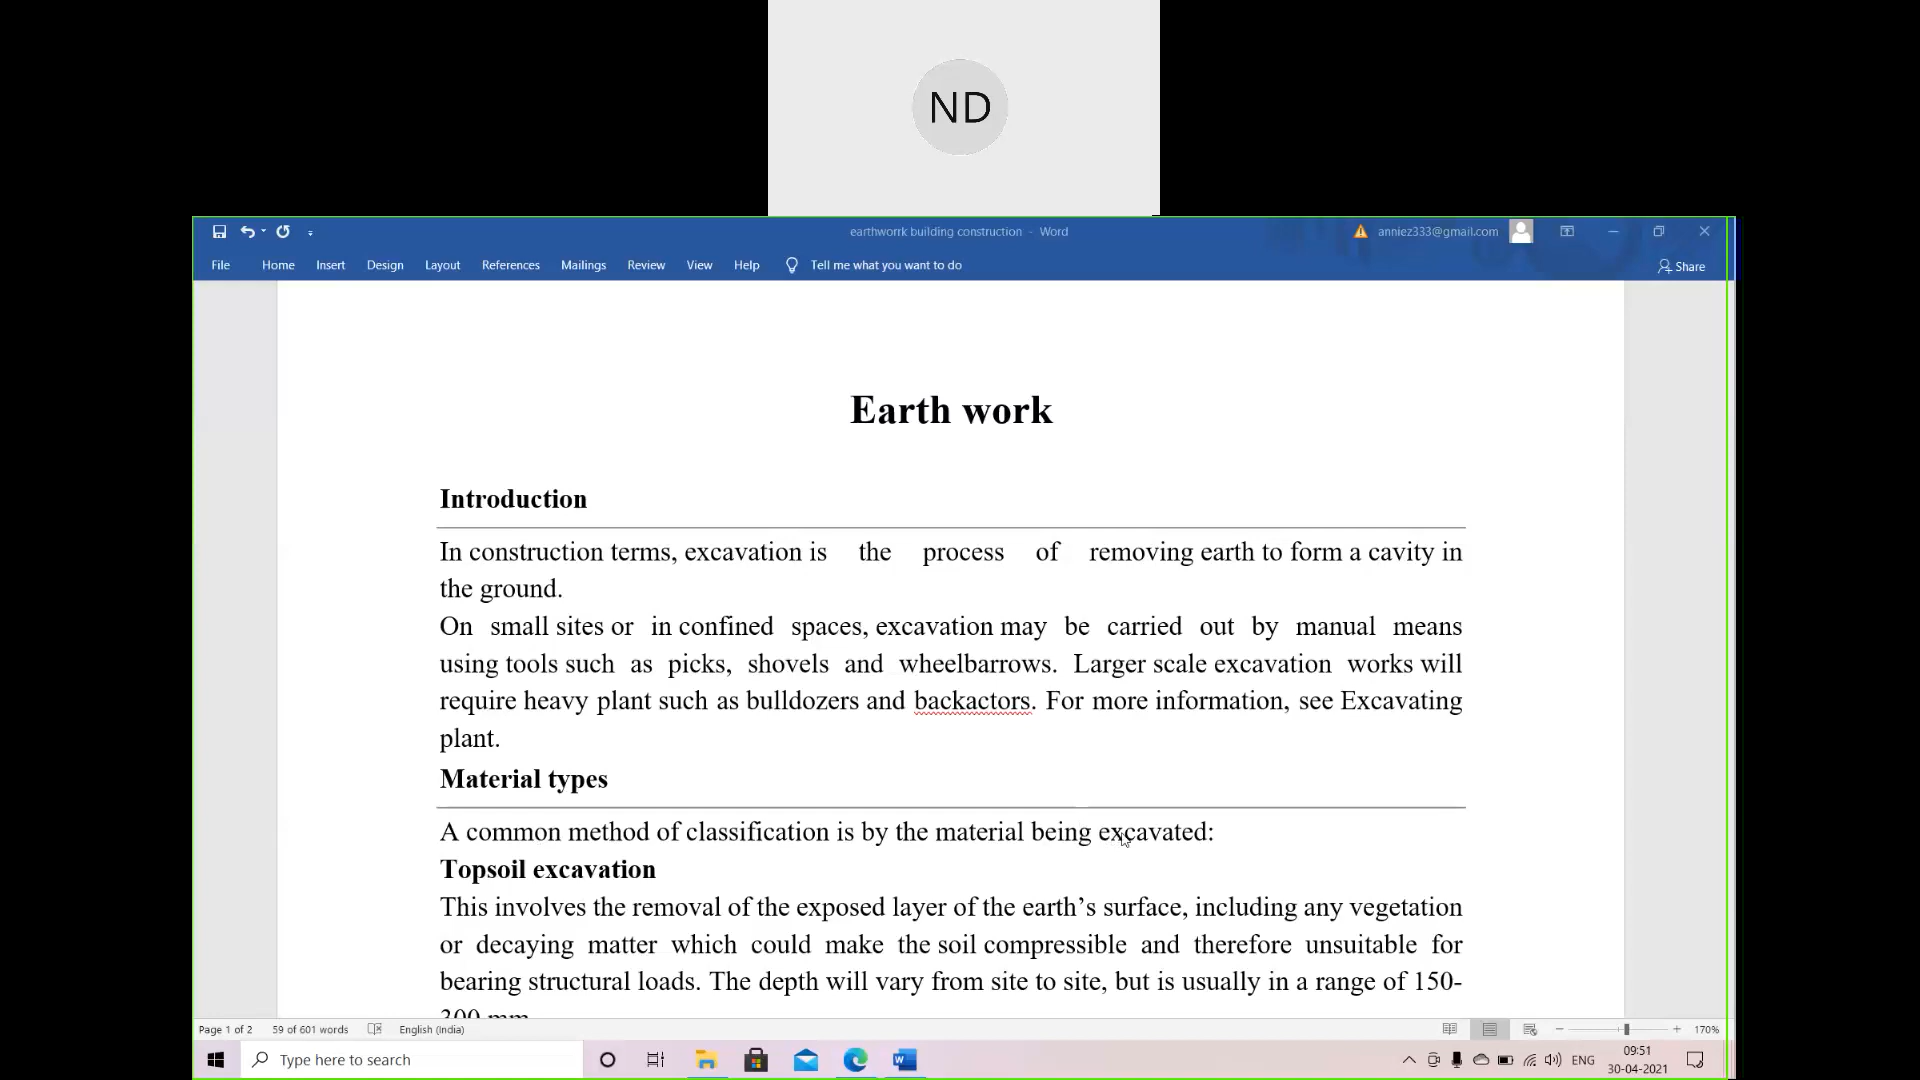 ND
earthworrk building construction - Word
anniez333@gmail.com
File Home Insert Design Layout References Mailings Review View Help Tell me what you want to do Share
Earth work
Introduction
In construction terms, excavation is the process of removing earth to form a cavity in
the ground.
On small sites or in confined spaces, excavation may be carried out by manual means
using tools such as picks, shovels and wheelbarrows. Larger scale excavation works will
require heavy plant such as bulldozers and backactors. For more information, see Excavating
plant.
Material types
A common method of classification is by the material being excavated:
Topsoil excavation
This involves the removal of the exposed layer of the earth’s surface, including any vegetation
or decaying matter which could make the soil compressible and therefore unsuitable for
bearing structural loads. The depth will vary from site to site, but is usually in a range of 150-
300 mm
Page 1 of 2 59 of 601 words English (India) 170%
Type here to search
ENG
09:51
30-04-2021